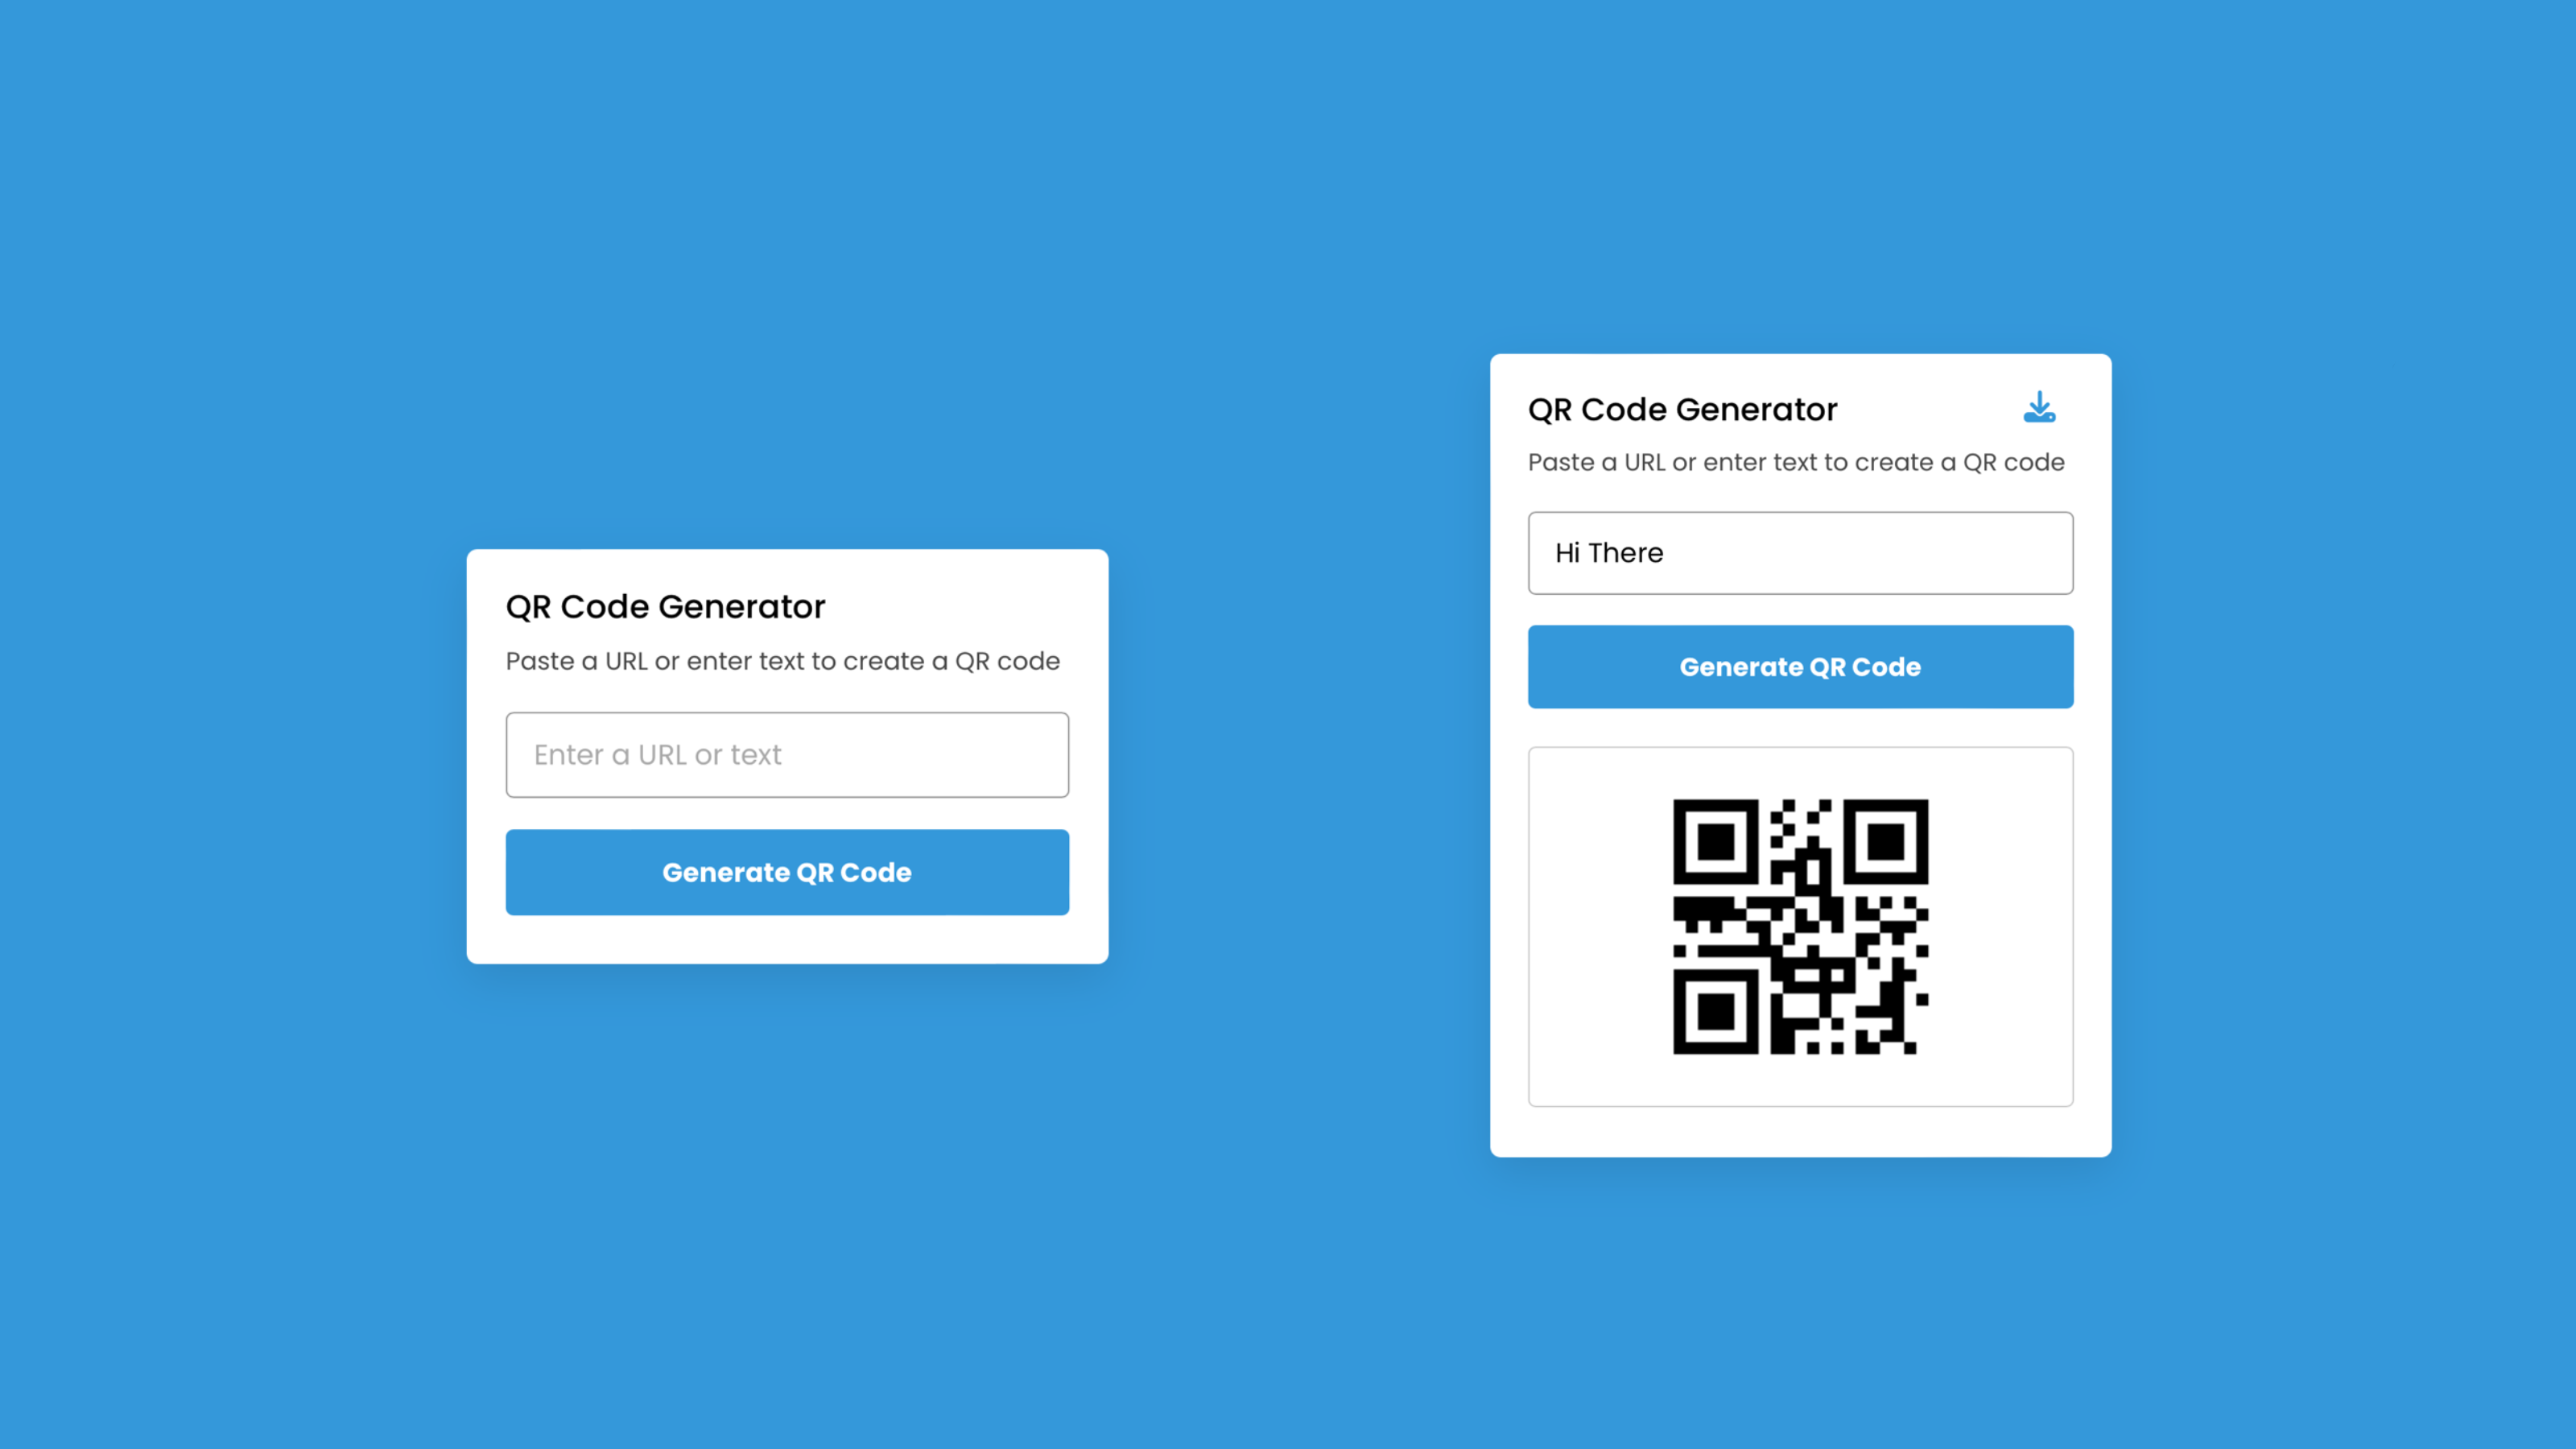 QR Code Generator
Paste a URL or enter text to create a QR code
Enter a URL or text
Generate QR Code
QR Code Generator
Paste a URL or enter text to create a QR code
Hi There
Generate QR Code